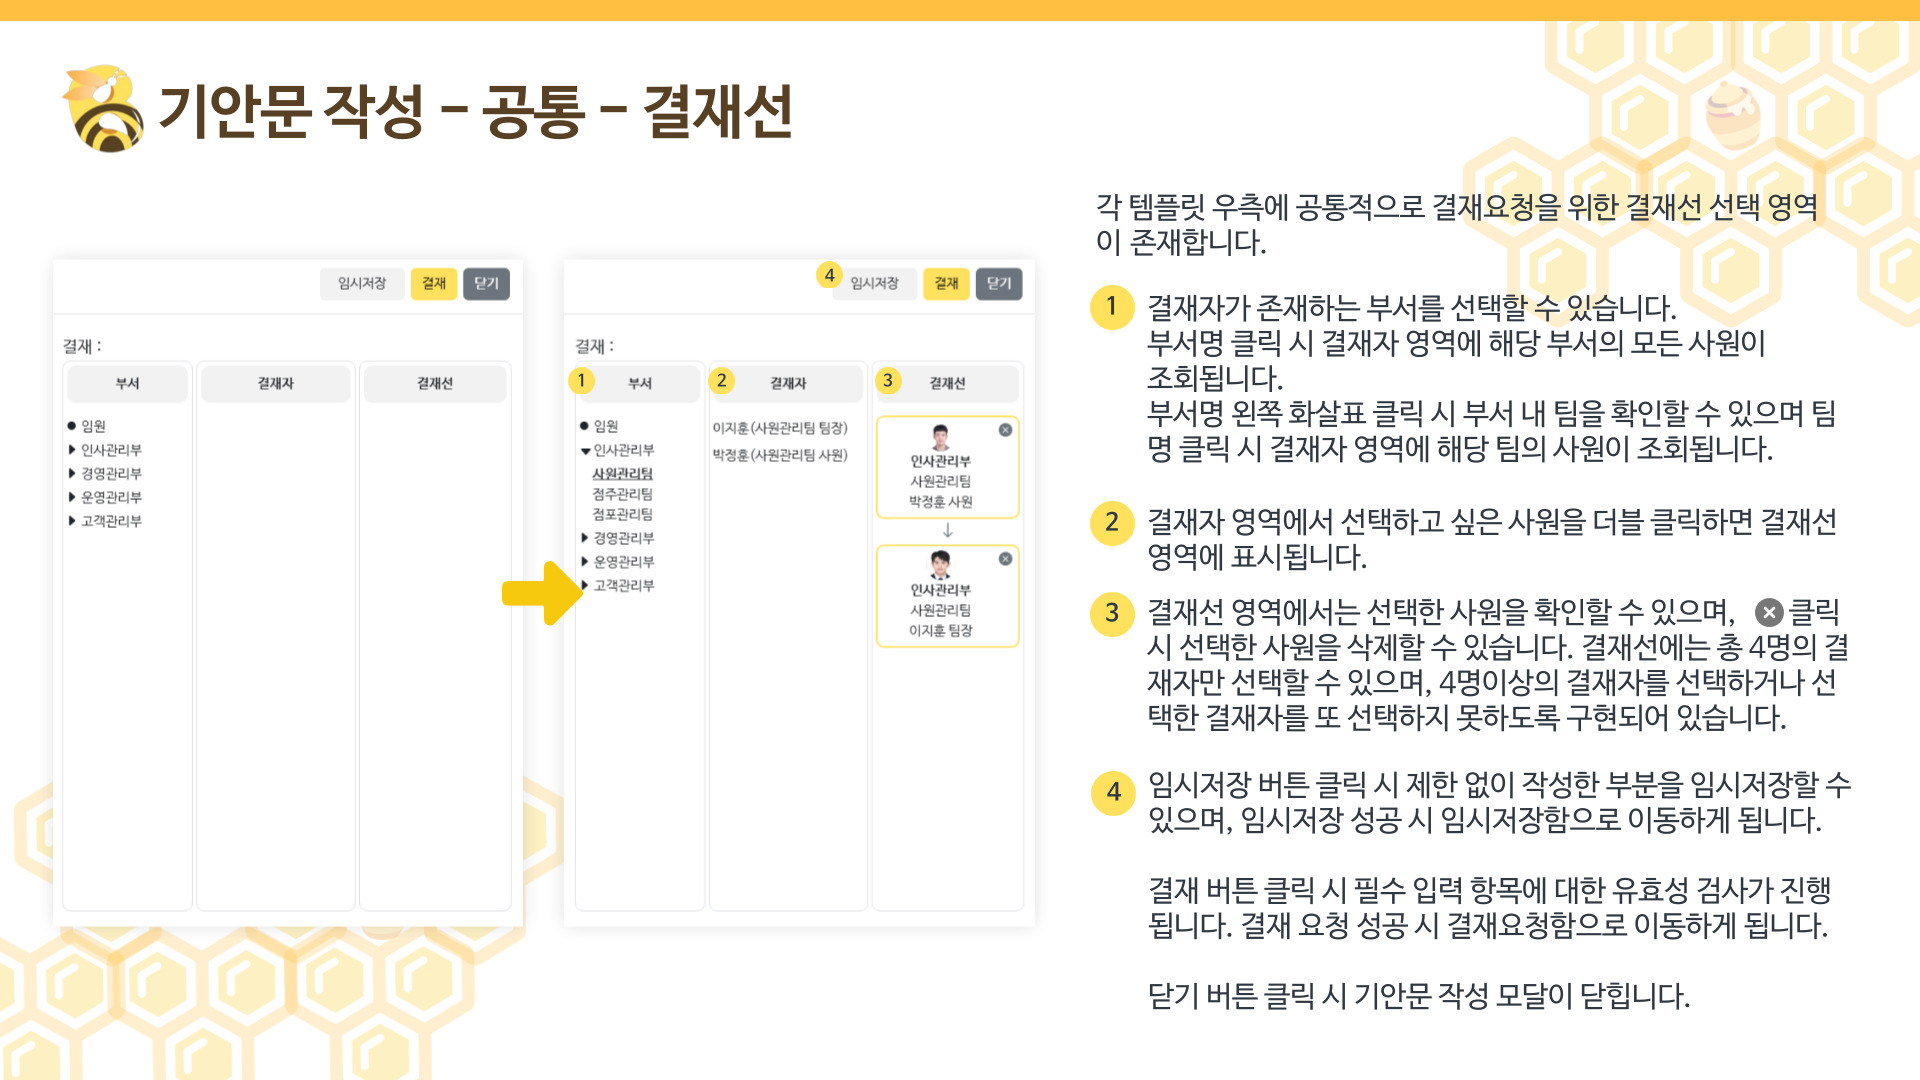 기안문 작성 - 공통 - 결재선
임시저장 결재 닫기
결재 :
부서 결재자 결재선
임원
인사관리부
경영관리부
운영관리부
고객관리부
4 임시저장 결재 닫기
결재 :
1 부서 2 결재자 3 결재선
임원
인사관리부
사원관리팀
점주관리팀
점포관리팀
경영관리부
운영관리부
고객관리부
이지훈(사원관리팀 팀장)
박정훈(사원관리팀 사원)
인사관리부
사원관리팀
박정훈 사원
인사관리부
사원관리팀
이지훈 팀장
각 템플릿 우측에 공통적으로 결재요청을 위한 결재선 선택 영역
이 존재합니다.
1 결재자가 존재하는 부서를 선택할 수 있습니다.
부서명 클릭 시 결재자 영역에 해당 부서의 모든 사원이
조회됩니다.
부서명 왼쪽 화살표 클릭 시 부서 내 팀을 확인할 수 있으며 팀
명 클릭 시 결재자 영역에 해당 팀의 사원이 조회됩니다.
2 결재자 영역에서 선택하고 싶은 사원을 더블 클릭하면 결재선
영역에 표시됩니다.
3 결재선 영역에서는 선택한 사원을 확인할 수 있으며, 클릭
시 선택한 사원을 삭제할 수 있습니다. 결재선에는 총 4명의 결
재자만 선택할 수 있으며, 4명이상의 결재자를 선택하거나 선
택한 결재자를 또 선택하지 못하도록 구현되어 있습니다.
4 임시저장 버튼 클릭 시 제한 없이 작성한 부분을 임시저장할 수
있으며, 임시저장 성공 시 임시저장함으로 이동하게 됩니다.
결재 버튼 클릭 시 필수 입력 항목에 대한 유효성 검사가 진행
됩니다. 결재 요청 성공 시 결재요청함으로 이동하게 됩니다.
닫기 버튼 클릭 시 기안문 작성 모달이 닫힙니다.